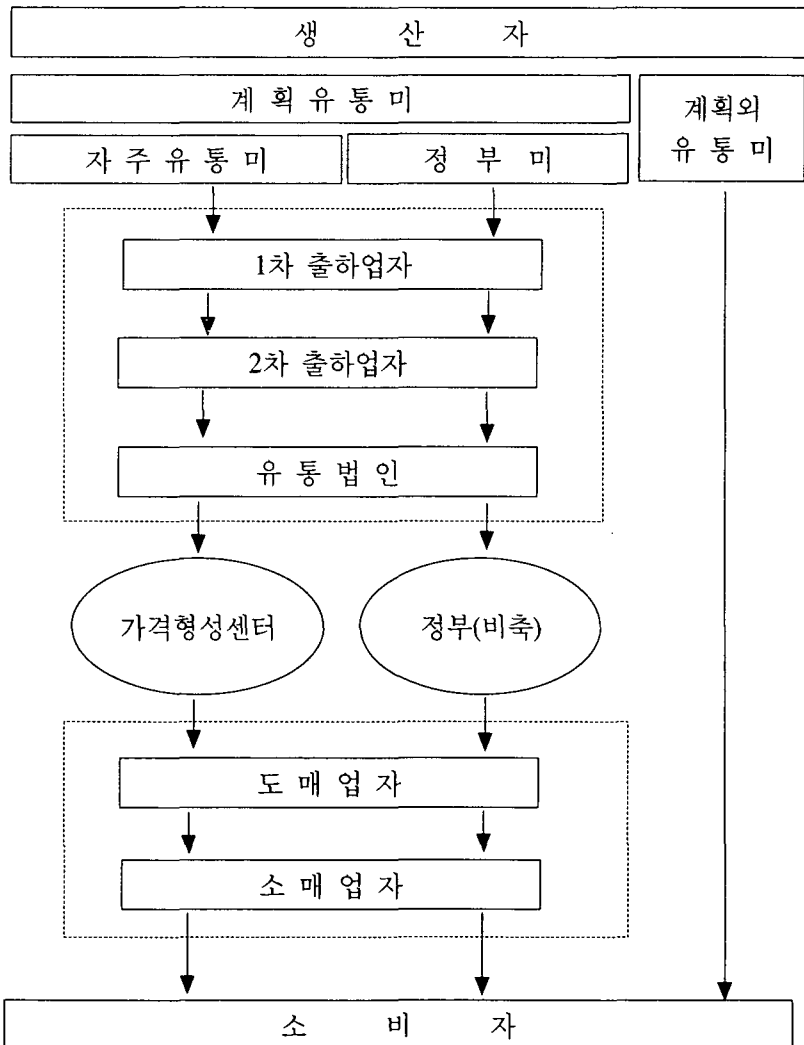 생 산 자
계 획 유 통 미
계획외
유 통 미
자 주 유 통 미
정 부 미
1차 출하업자
2차 출하업자
유 통 법 인
가격형성센터
정부(비축)
도 매 업 자
소 매 업 자
소 비 자